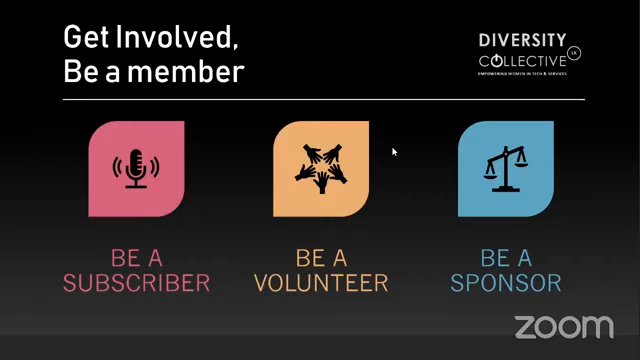 Get Involved,
Be a member
DIVERSITY
COLLECTIVE
LK
EMPOWERING WOMEN IN TECH & SERVICES
BE A
SUBSCRIBER
BE A
VOLUNTEER
BE A
SPONSOR
zoom